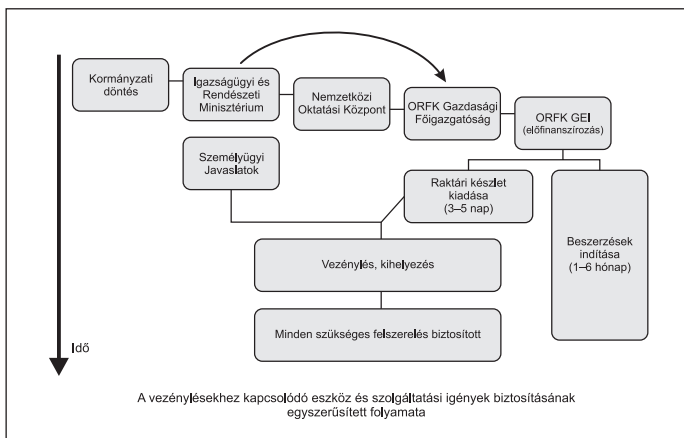 Kormányzati
döntés
Igazságügyi és
Rendészeti
Minisztérium
Nemzetközi
Oktatási Központ
ORFK Gazdasági
Főigazgatóság
ORFK GEI
(előfinanszírozás)
Személyügyi
Javaslatok
Raktári készlet
kiadása
(3–5 nap)
Beszerzések
indítása
(1–6 hónap)
Vezénylés, kihelyezés
Minden szükséges felszerelés biztosított
Idő
A vezénylésekhez kapcsolódó eszköz és szolgáltatási igények biztosításának
egyszerűsített folyamata